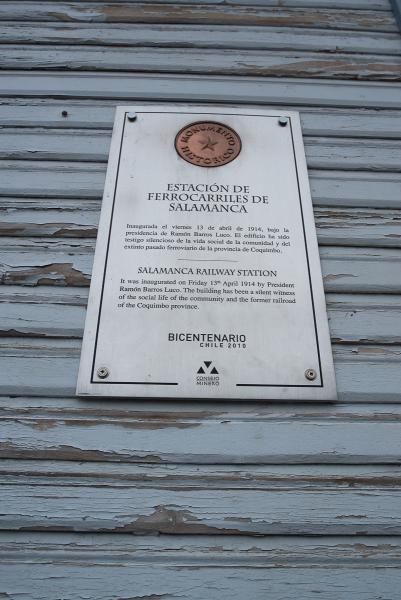 MONUMENTO
HISTORICO
ESTACIÓN DE
FERROCARRILES DE
SALAMANCA
Inaugurada el viernes 13 de abril de 1914, bajo la
presidencia de Ramón Barros Luco. El edificio ha sido
testigo silencioso de la vida social de la comunidad y del
extinto pasado ferroviario de la provincia de Coquimbo.
SALAMANCA RAILWAY STATION
It was inaugurated on Friday 13th April 1914 by President
Ramón Barros Luco. The building has been a silent witness
of the social life of the community and the former railroad
of the Coquimbo province.
BICENTENARIO
CHILE 2010
CONSEJO
MINERO